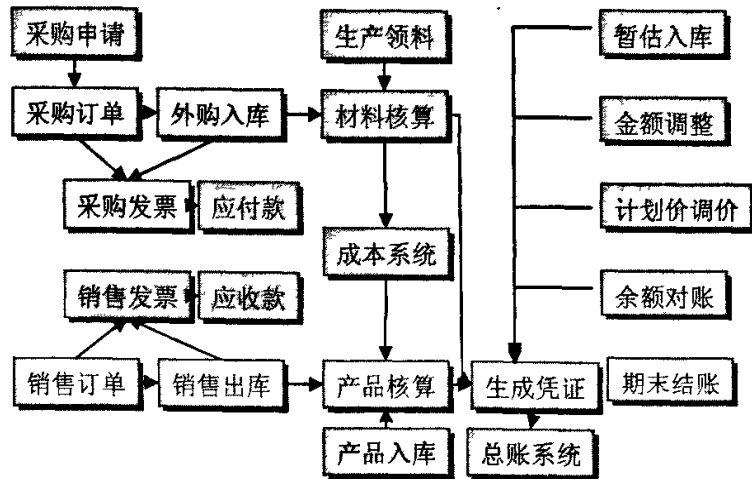 采购申请
生产领料
暂估入库
采购订单
外购入库
材料核算
金额调整
采购发票
应付款
计划价调价
成本系统
销售发票
应收款
余额对账
销售订单
销售出库
产品核算
生成凭证
期末结账
产品入库
总账系统